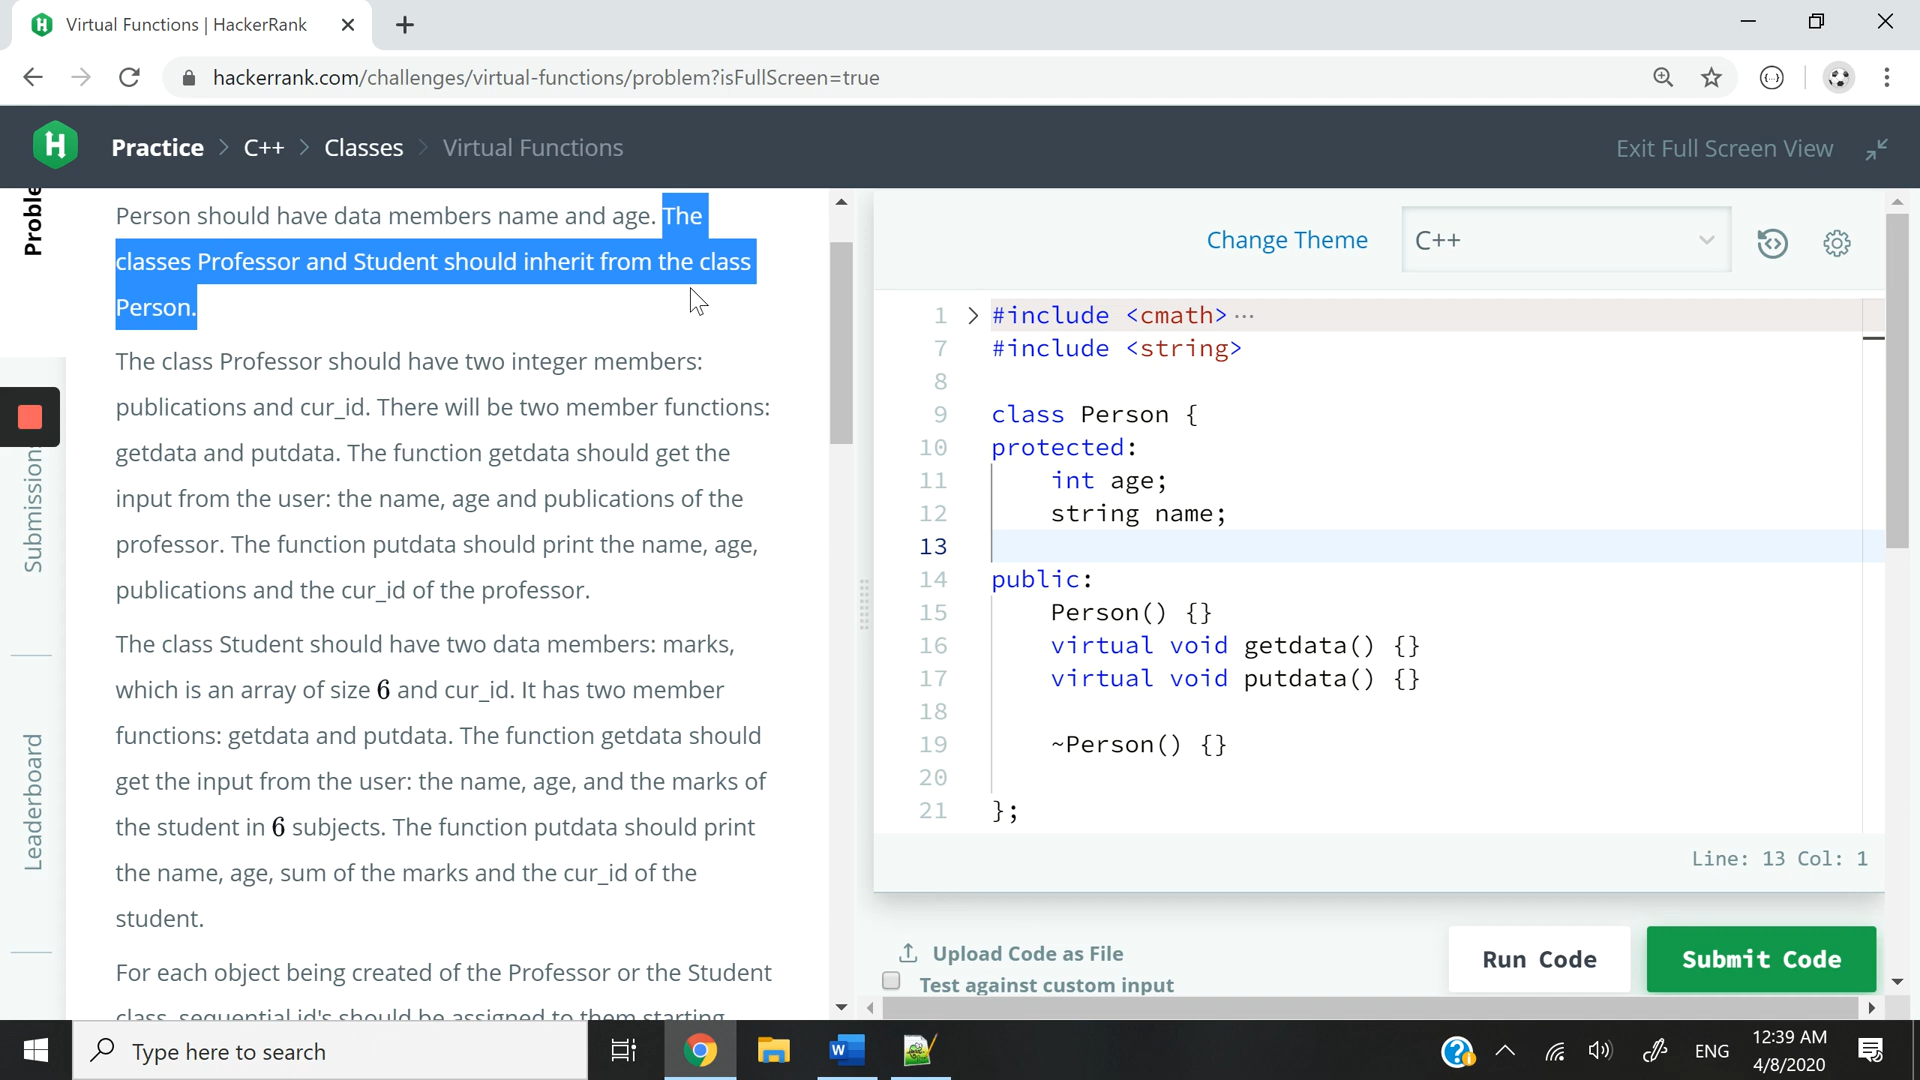 Virtual Functions | HackerRank
hackerrank.com/challenges/virtual-functions/problem?isFullScreen=true
H
Practice > C++ > Classes > Virtual Functions
Exit Full Screen View
Submissions
Leaderboard
Person should have data members name and age. The
classes Professor and Student should inherit from the class
Person.
The class Professor should have two integer members:
publications and cur_id. There will be two member functions:
getdata and putdata. The function getdata should get the
input from the user: the name, age and publications of the
professor. The function putdata should print the name, age,
publications and the cur_id of the professor.
The class Student should have two data members: marks,
which is an array of size 6 and cur_id. It has two member
functions: getdata and putdata. The function getdata should
get the input from the user: the name, age, and the marks of
the student in 6 subjects. The function putdata should print
the name, age, sum of the marks and the cur_id of the
student.
For each object being created of the Professor or the Student
class, sequential id's should be assigned to them starting
Change Theme
C++
1 > #include <cmath> ...
7 #include <string>
8
9 class Person {
10 protected:
11 int age;
12 string name;
13
14 public:
15 Person() {}
16 virtual void getdata() {}
17 virtual void putdata() {}
18
19 ~Person() {}
20
21 };
Line: 13 Col: 1
Upload Code as File
Test against custom input
Run Code
Submit Code
Type here to search
ENG
12:39 AM
4/8/2020